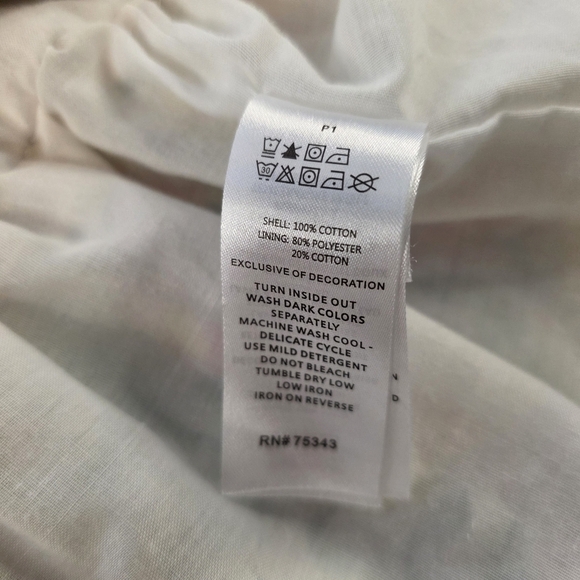 P1
30
SHELL: 100% COTTON
LINING: 80% POLYESTER
20% COTTON
EXCLUSIVE OF DECORATION
TURN INSIDE OUT
WASH DARK COLORS
SEPARATELY
MACHINE WASH COOL -
DELICATE CYCLE
USE MILD DETERGENT
DO NOT BLEACH
TUMBLE DRY LOW
LOW IRON
IRON ON REVERSE
RN# 75343
N
D